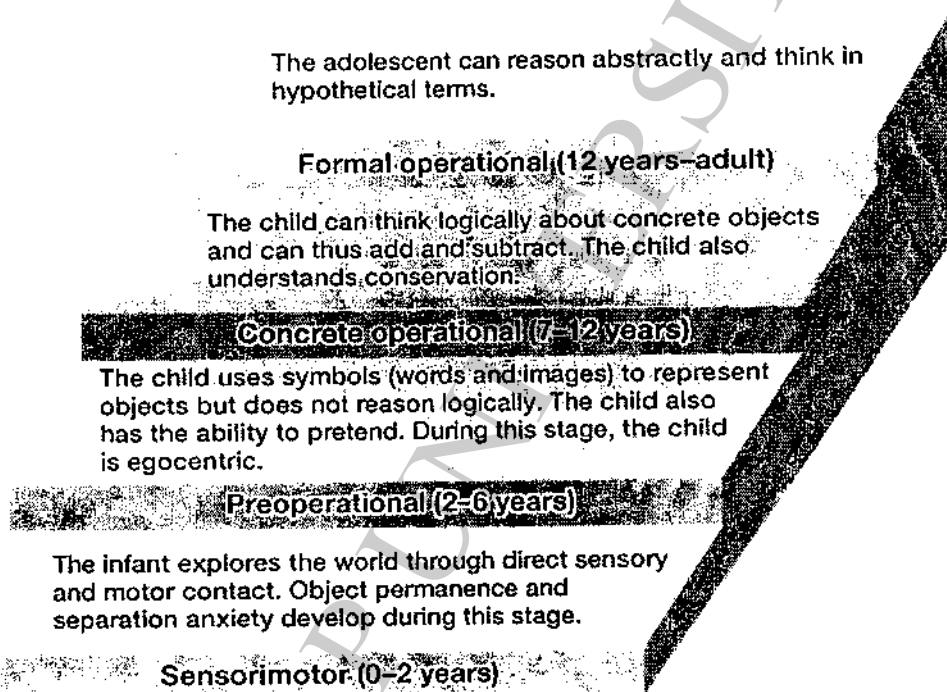 The adolescent can reason abstractly and think in
hypothetical terms.
Formal operational (12 years–adult)
The child can think logically about concrete objects
and can thus add and subtract. The child also
understands conservation.
Concrete operational (7–12 years)
The child uses symbols (words and images) to represent
objects but does not reason logically. The child also
has the ability to pretend. During this stage, the child
is egocentric.
Preoperational (2–6 years)
The infant explores the world through direct sensory
and motor contact. Object permanence and
separation anxiety develop during this stage.
Sensorimotor (0–2 years)
P UNIVERSI